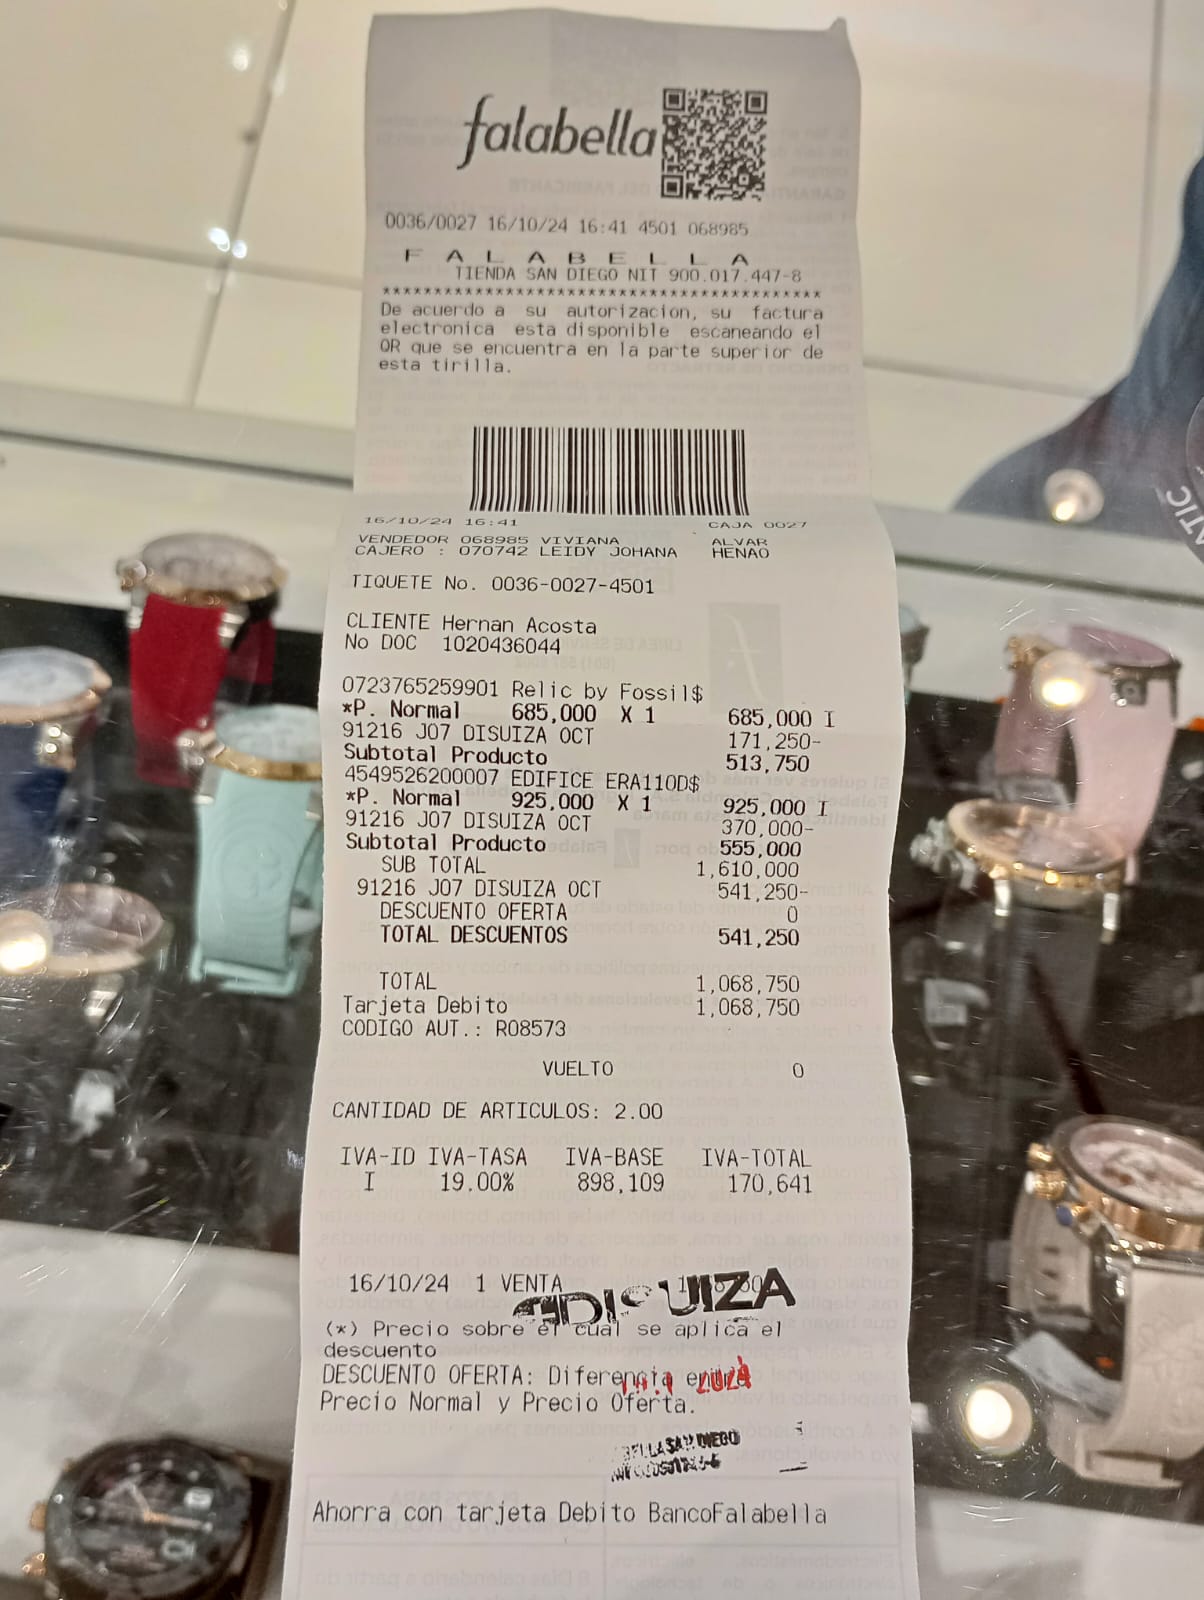 falabella
0036/0027 16/10/24 16:41 4501 068985
F A L A B E L L A
TIENDA SAN DIEGO NIT 900.017.447-8
******************************************
De acuerdo a su autorizacion, su factura
electronica esta disponible escaneando el
QR que se encuentra en la parte superior de
esta tirilla.
16/10/24 16:41 CAJA 0027
VENDEDOR 068985 VIVIANA ALVAR
CAJERO : 070742 LEIDY JOHANA HENAO
TIQUETE No. 0036-0027-4501
CLIENTE Hernan Acosta
No DOC 1020436044
0723765259901 Relic by Fossil$
*P. Normal 685,000 X 1 685,000 I
91216 J07 DISUIZA OCT 171,250-
Subtotal Producto 513,750
4549526200007 EDIFICE ERA110D$
*P. Normal 925,000 X 1 925,000 I
91216 J07 DISUIZA OCT 370,000-
Subtotal Producto 555,000
SUB TOTAL 1,610,000
91216 J07 DISUIZA OCT 541,250-
DESCUENTO OFERTA 0
TOTAL DESCUENTOS 541,250
TOTAL 1,068,750
Tarjeta Debito 1,068,750
CODIGO AUT.: R08573
VUELTO 0
CANTIDAD DE ARTICULOS: 2.00
IVA-ID IVA-TASA IVA-BASE IVA-TOTAL
I 19.00% 898,109 170,641
16/10/24 1 VENTA
DISUIZA
(*) Precio sobre el cual se aplica el
descuento
DESCUENTO OFERTA: Diferencia entre
2024
Precio Normal y Precio Oferta.
SAN DIEGO
Ahorra con tarjeta Debito BancoFalabella